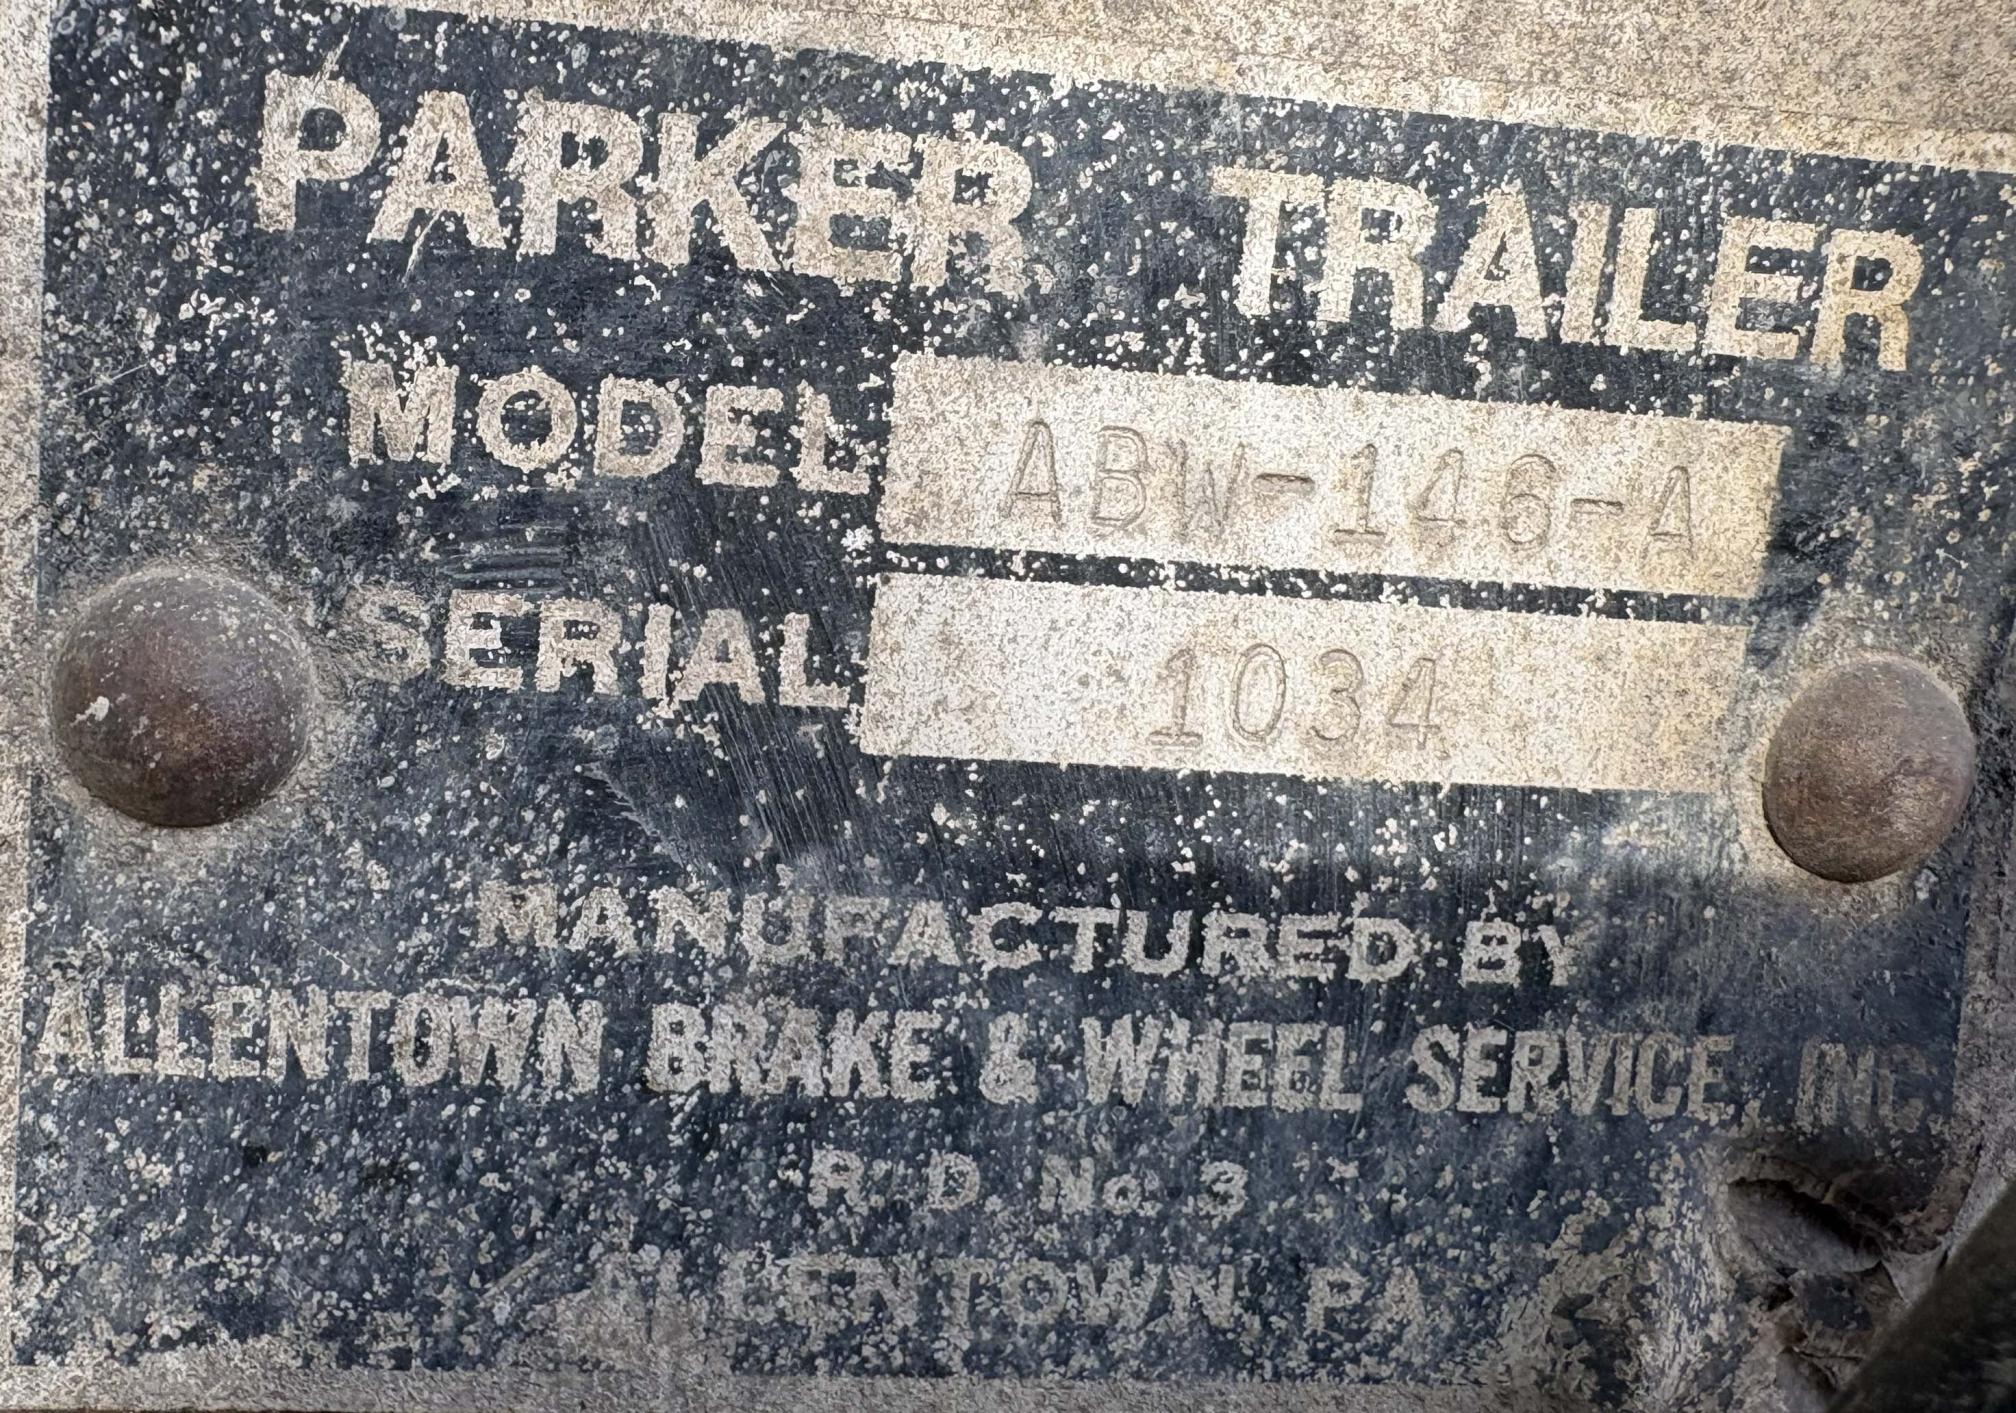 PARKER TRAILER
MODEL ABW-146-A
SERIAL 1034
MANUFACTURED BY
ALLENTOWN BRAKE & WHEEL SERVICE, INC
R D No 3
ALLENTOWN PA